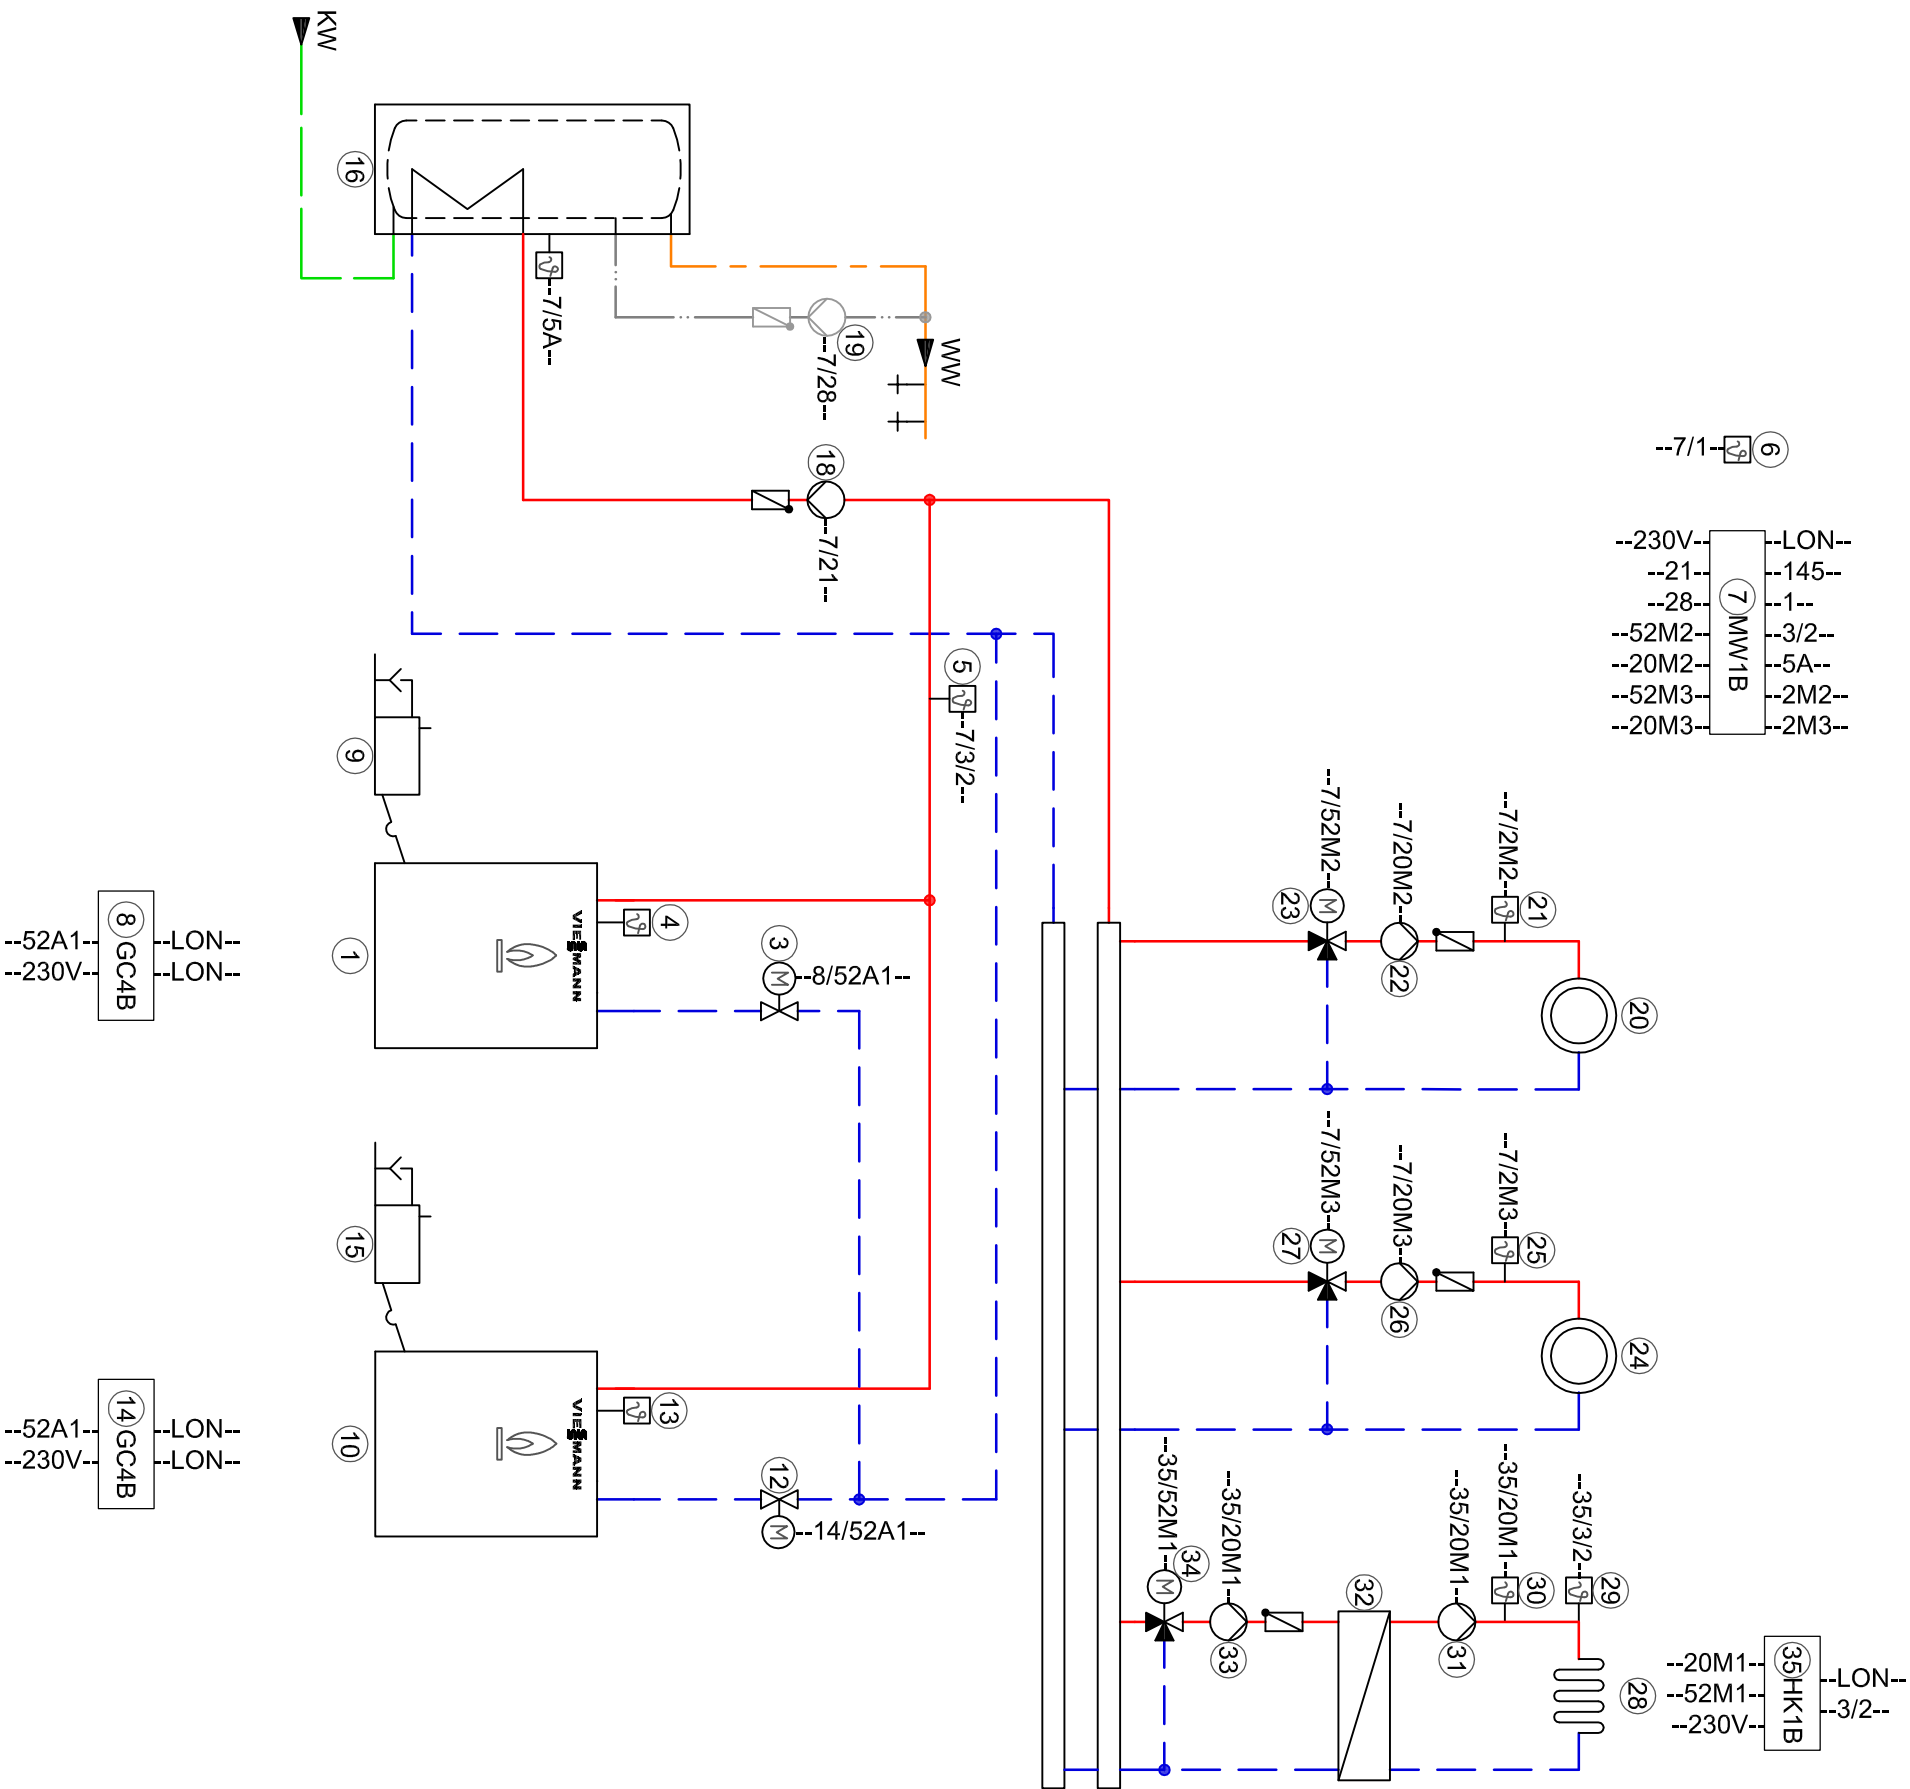 KW
16
--7/5A--
19
--7/28--
WW
18
--7/21--
--7/1--
6
--230V--
--21--
--28--
--52M2--
--20M2--
--52M3--
--20M3--
7 MW1B
--LON--
--145--
--1--
--3/2--
--5A--
--2M2--
--2M3--
5
--7/3/2--
9
1
VIESSMANN
4
3
--8/52A1--
--52A1--
--230V--
8 GC4B
--LON--
--LON--
--7/52M2
23
M
--7/20M2
22
--7/2M2
21
20
--7/52M3
27
M
--7/20M3
26
--7/2M3
25
24
15
10
VIESSMANN
13
12
M
--14/52A1--
--52A1--
--230V--
14 GC4B
--LON--
--LON--
--35/52M1
34
M
--35/20M1
33
32
--35/20M1
31
--35/20M1
30
--35/3/2
29
28
--20M1--
--52M1--
--230V--
35 HK1B
--LON--
--3/2--
M